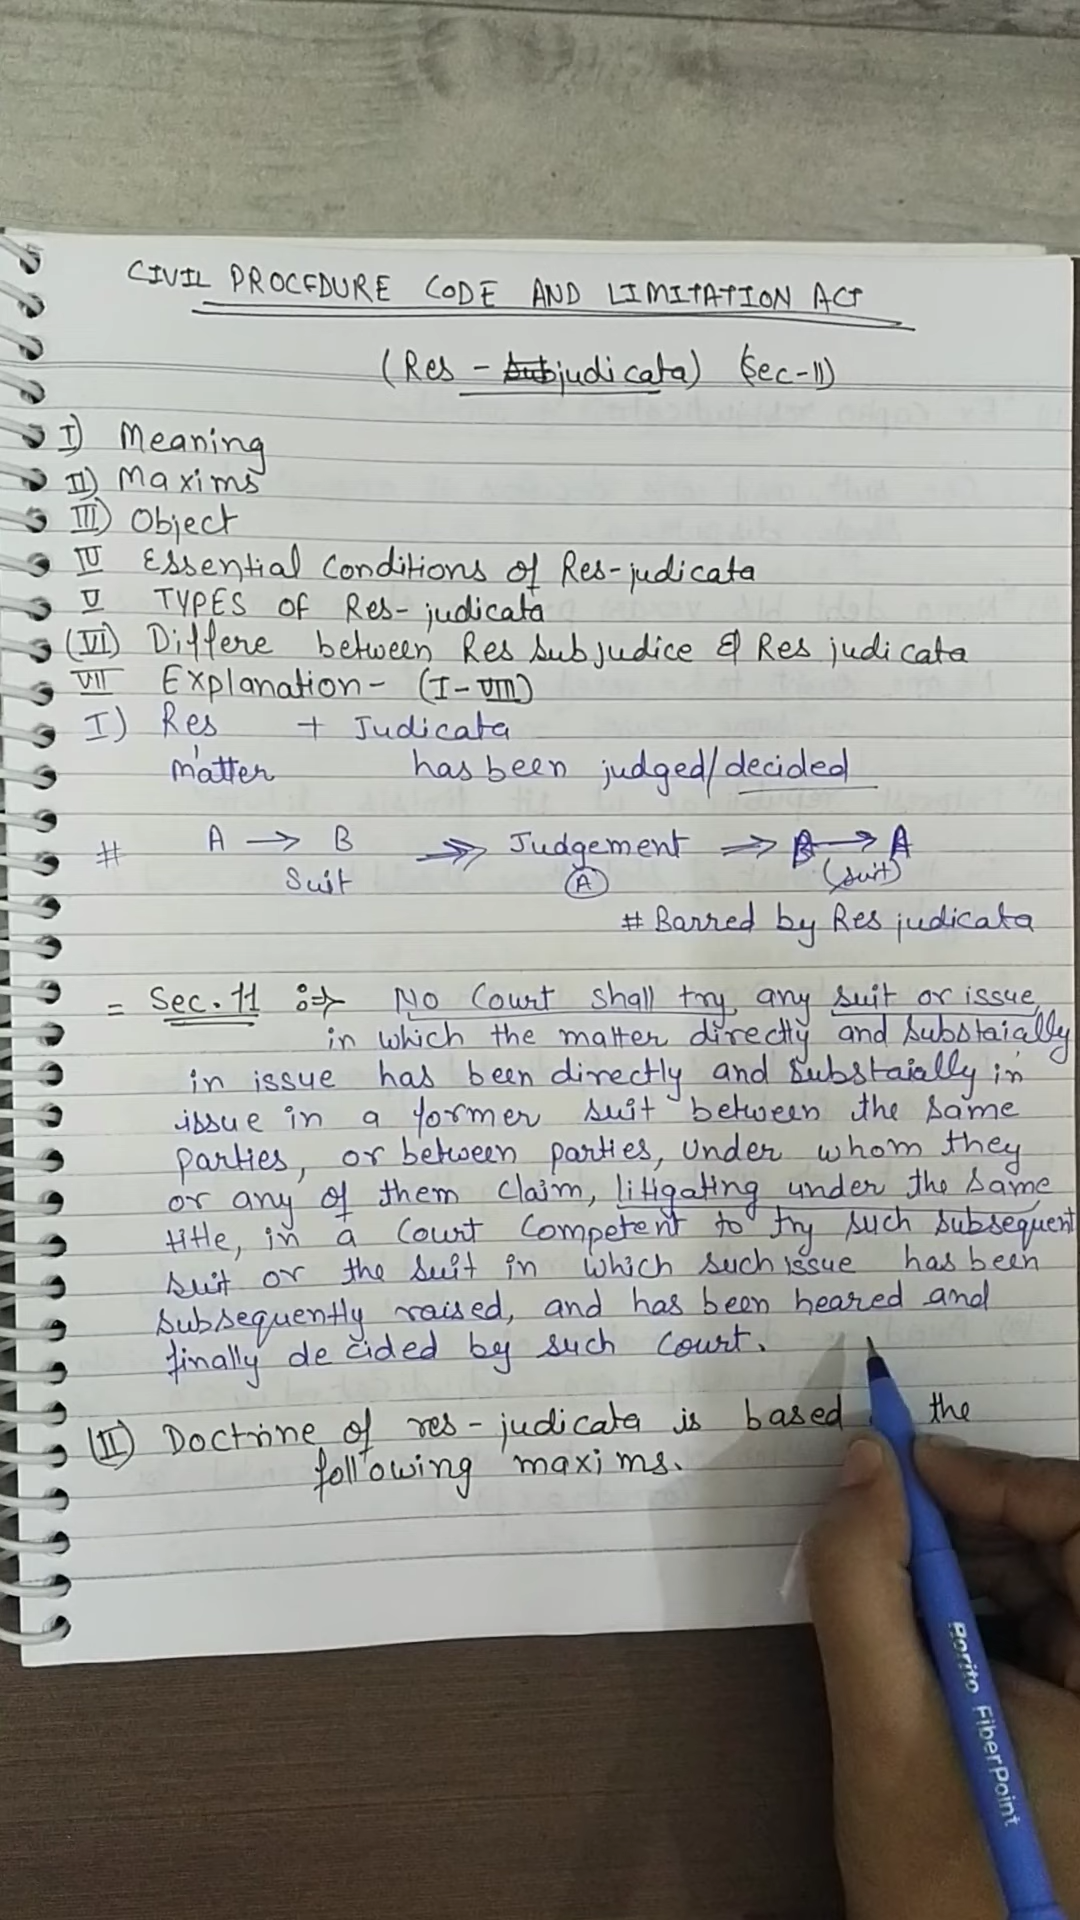 CIVIL PROCEDURE CODE AND LIMITATION ACT
(Res - judicata) (Sec-11)
I) Meaning
II) Maxims
III) Object
IV Essential Conditions of Res-judicata
V TYPES of Res-judicata
(VI) Differe between Res Subjudice & Res judicata
VII Explanation- (I-VIII)
I) Res + Judicata
matter has been judged/decided
# A → B ⇒ Judgement ⇒ B → A
Suit (A) (suit)
# Barred by Res judicata
= Sec.11 :⇒ No Court shall try any suit or issue,
in which the matter directly and substaially
in issue has been directly and substaially in
issue in a former suit between the same
parties, or between parties, under whom they
or any of them claim, litigating under the same
title, in a Court Competent to try such subsequent
suit or the suit in which such issue has been
subsequently raised, and has been heared and
finally decided by such Court.
(II) Doctrine of res-judicata is based the
following maxims.
Rorito FiberPoint